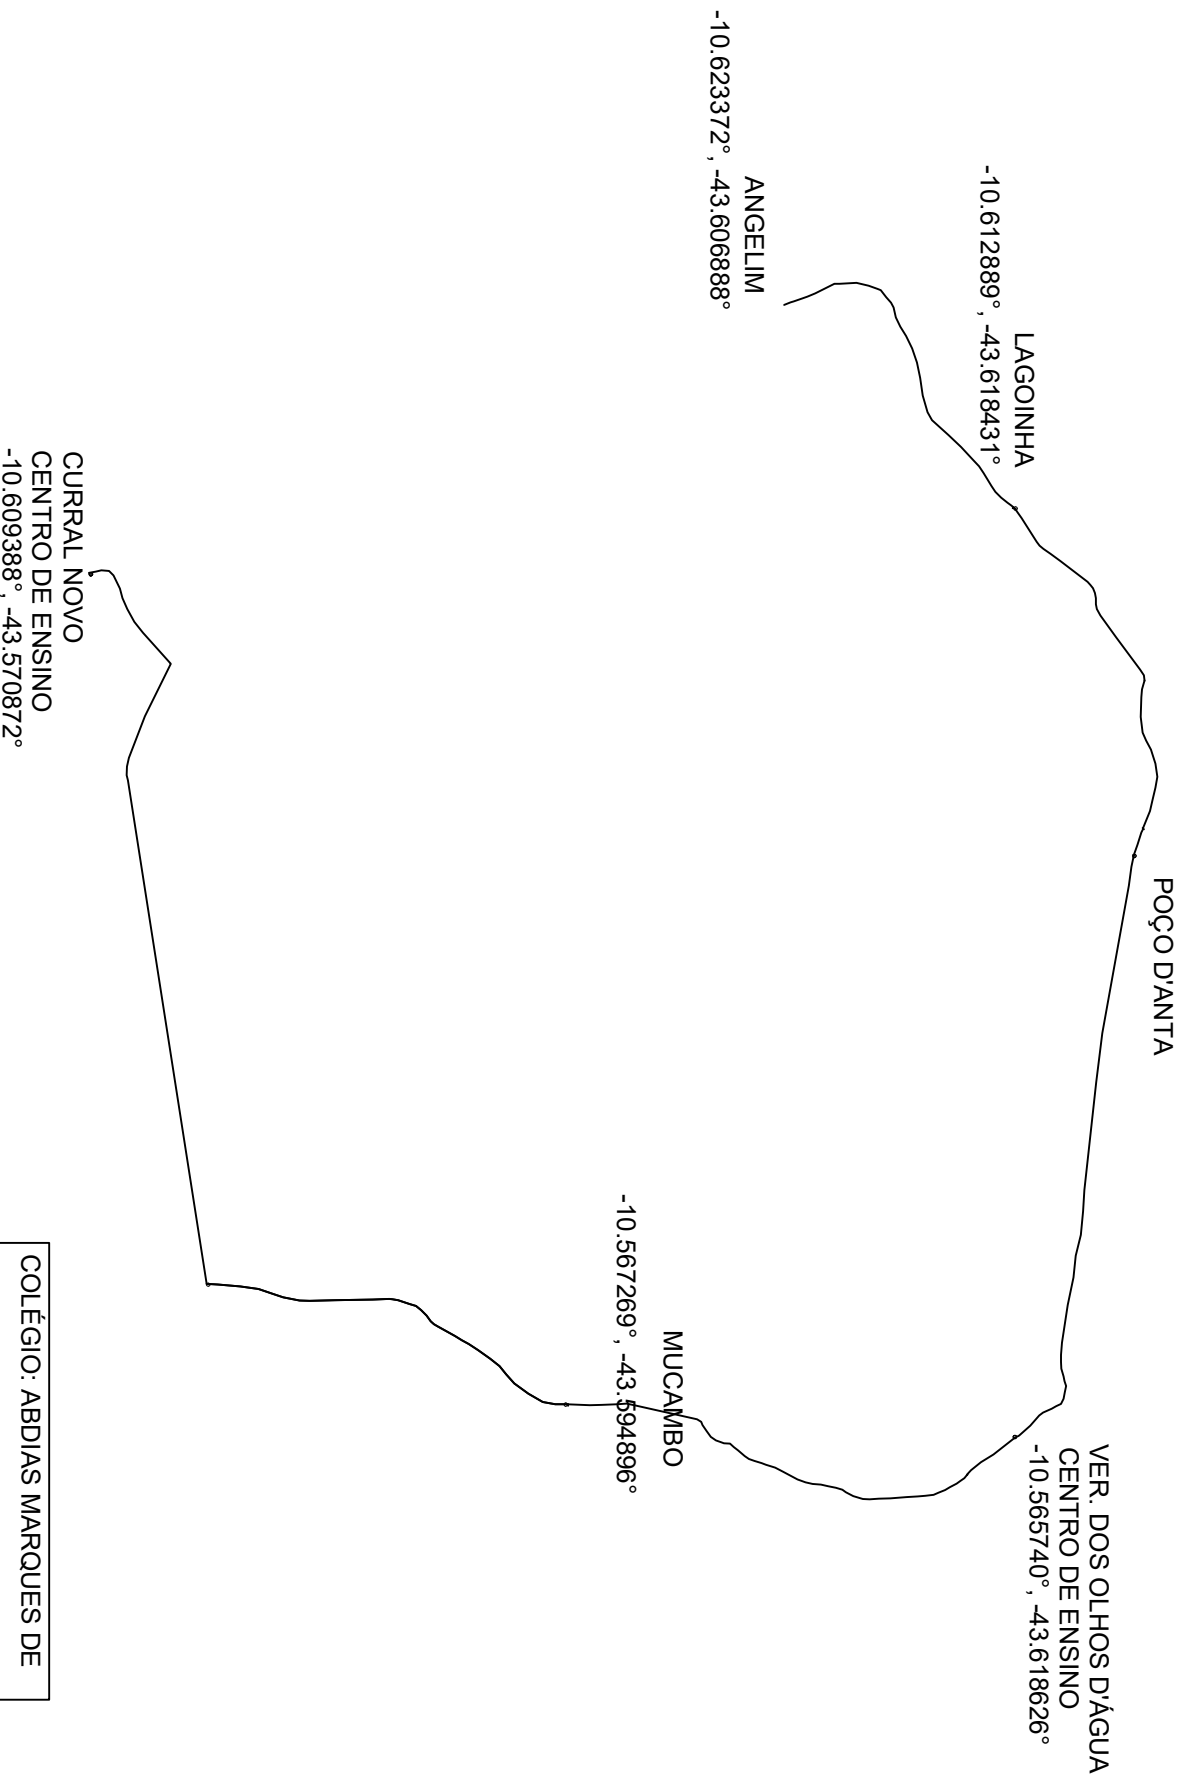 POÇO D'ANTA
VER. DOS OLHOS D'ÁGUA
CENTRO DE ENSINO
-10.565740°, -43.618626°
LAGOINHA
-10.612889°, -43.618431°
ANGELIM
-10.623372°, -43.606888°
MUCAMBO
-10.567269°, -43.594896°
CURRAL NOVO
CENTRO DE ENSINO
-10.609388°, -43.570872°
COLÉGIO: ABDIAS MARQUES DE